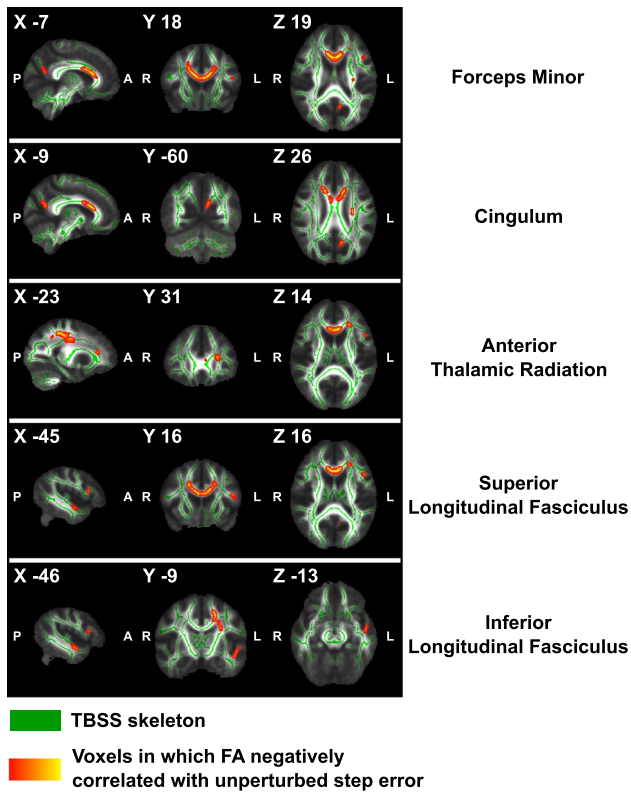 X -7 Y 18 Z 19
P A R L R L
Forceps Minor
X -9 Y -60 Z 26
P A R L R L
Cingulum
X -23 Y 31 Z 14
P A R L R L
Anterior
Thalamic Radiation
X -45 Y 16 Z 16
P A R L R L
Superior
Longitudinal Fasciculus
X -46 Y -9 Z -13
P A R L R L
Inferior
Longitudinal Fasciculus
TBSS skeleton
Voxels in which FA negatively
correlated with unperturbed step error